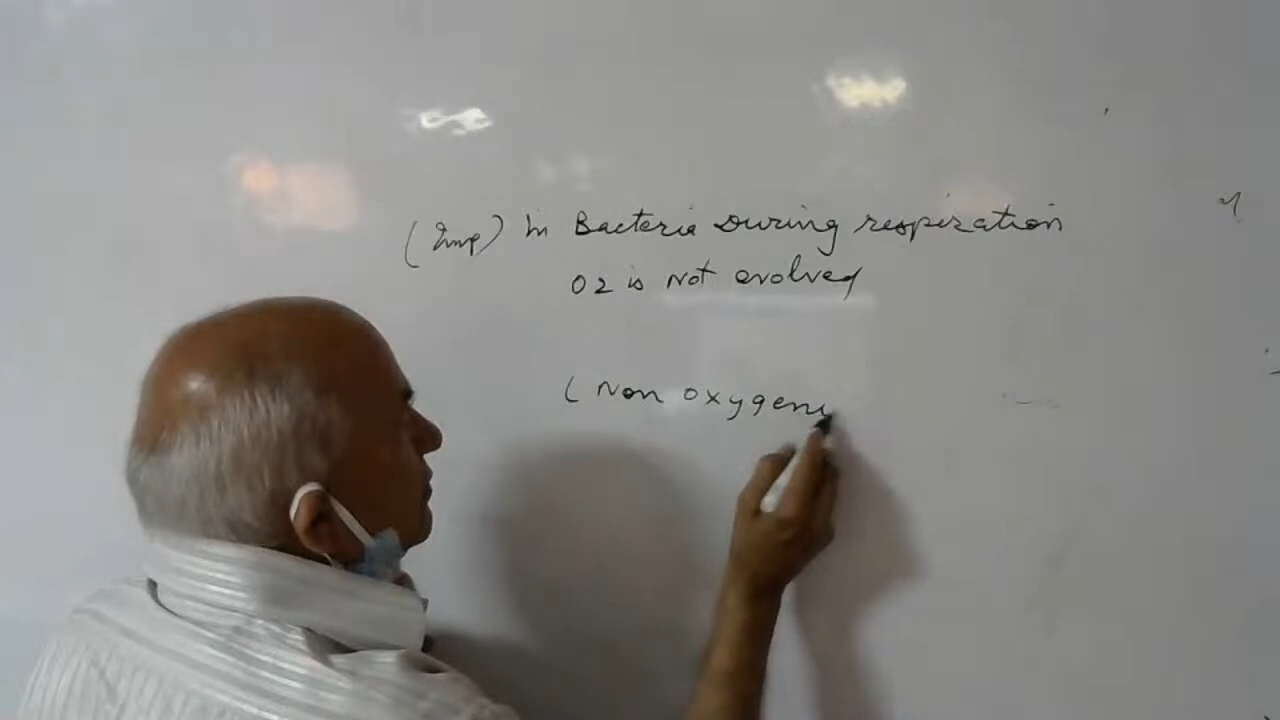 (Imp) In Bacteria During respiration
O2 is Not evolved
(Non oxygeni